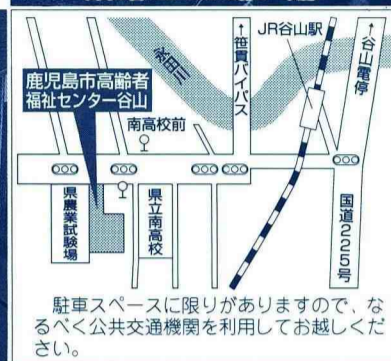 JR谷山駅
谷山電停
笹貫バイパス
永田川
鹿児島市高齢者
福祉センター谷山
南高校前
県農業試験場
県立南高校
国道225号
駐車スペースに限りがありますので、な
るべく公共交通機関を利用してお越しくだ
さい。